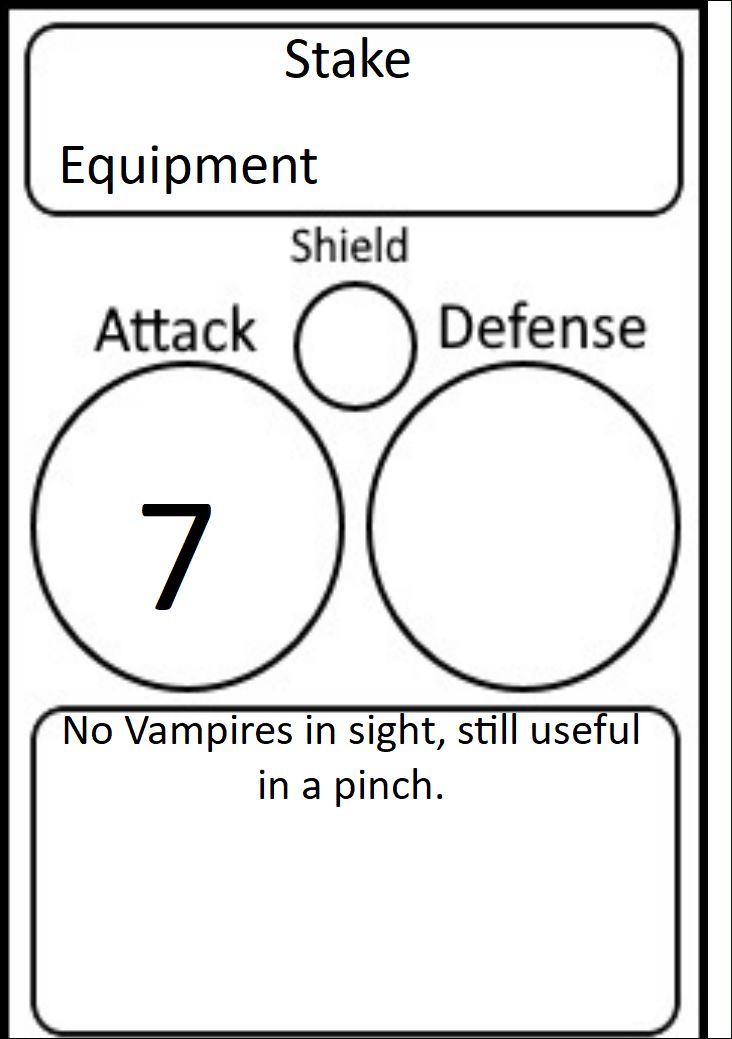 Stake
Equipment
Shield
Attack Defense
7
No Vampires in sight, still useful
in a pinch.